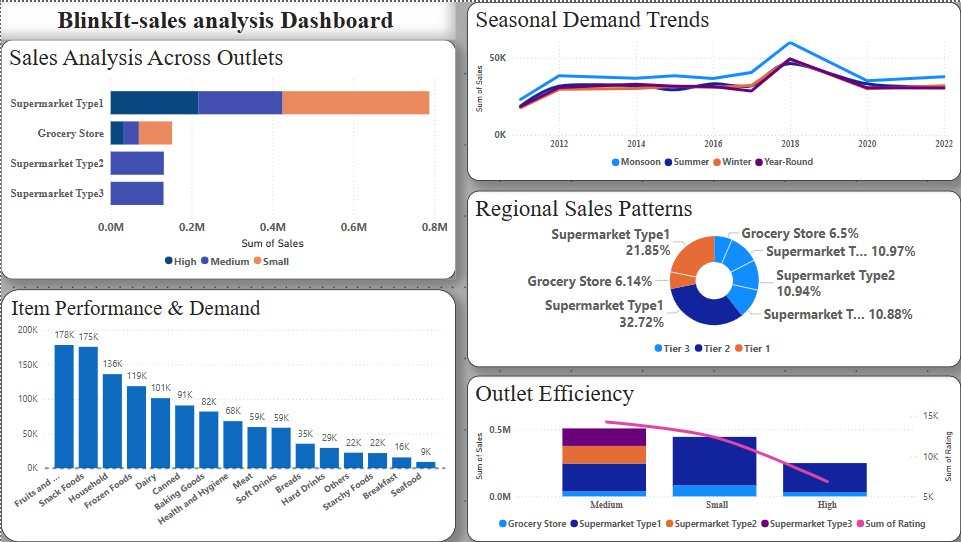 BlinkIt-sales analysis Dashboard
Sales Analysis Across Outlets
Supermarket Type1
Grocery Store
Supermarket Type2
Supermarket Type3
0.0M 0.2M 0.4M 0.6M 0.8M
Sum of Sales
High Medium Small
Item Performance & Demand
200K
150K
100K
50K
0K
178K 175K 136K 119K 101K 91K 82K 68K 59K 59K 35K 29K 22K 22K 16K 9K
Fruits and ... Snack Foods Household Frozen Foods Dairy Canned Baking Goods Health and Hygiene Meat Soft Drinks Breads Hard Drinks Others Starchy Foods Breakfast Seafood
Seasonal Demand Trends
Sum of Sales
50K
0K
2012 2014 2016 2018 2020 2022
Monsoon Summer Winter Year-Round
Regional Sales Patterns
Supermarket Type1
21.85%
Grocery Store 6.14%
Supermarket Type1
32.72%
Grocery Store 6.5%
Supermarket T... 10.97%
Supermarket Type2
10.94%
Supermarket T... 10.88%
Tier 3 Tier 2 Tier 1
Outlet Efficiency
Sum of Sales
0.5M
0.0M
15K
10K
5K
Sum of Rating
Medium Small High
Grocery Store Supermarket Type1 Supermarket Type2 Supermarket Type3 Sum of Rating